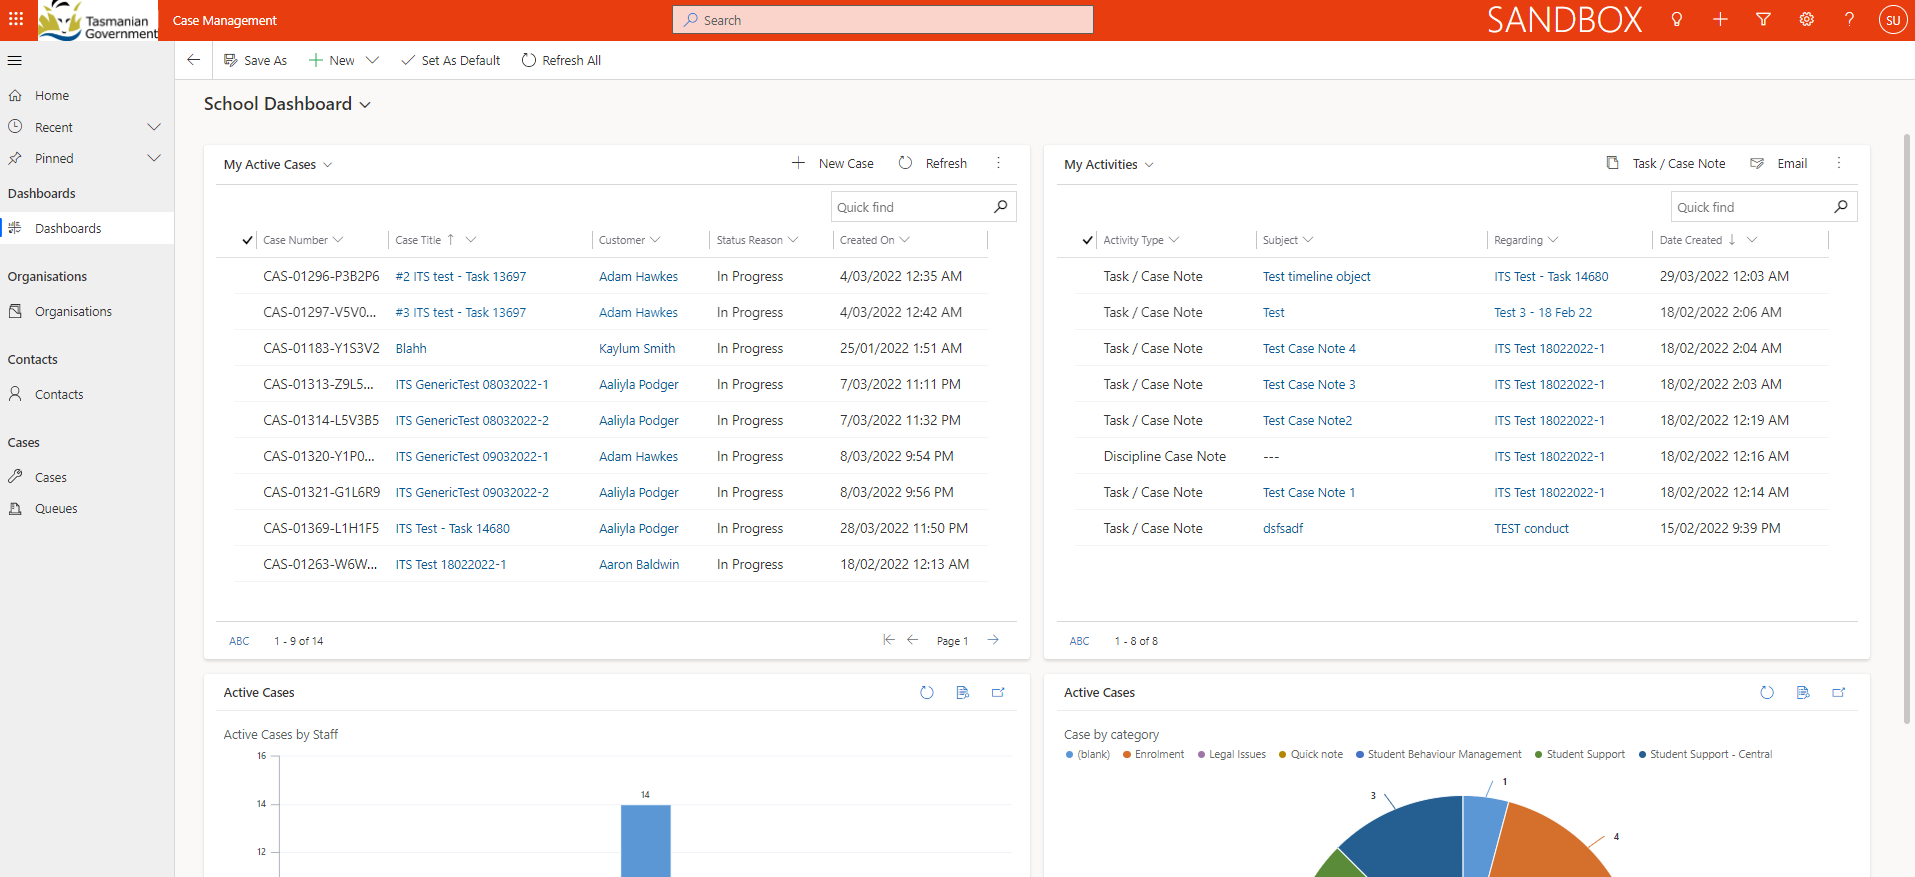 Tasmanian
Government
Case Management
Search
SANDBOX
SU
Save As
New
Set As Default
Refresh All
Home
Recent
Pinned
Dashboards
Dashboards
Organisations
Organisations
Contacts
Contacts
Cases
Cases
Queues
School Dashboard
My Active Cases
New Case
Refresh
Quick find
Case Number Case Title Customer Status Reason Created On
CAS-01296-P3B2P6 #2 ITS test - Task 13697 Adam Hawkes In Progress 4/03/2022 12:35 AM
CAS-01297-V5V0... #3 ITS test - Task 13697 Adam Hawkes In Progress 4/03/2022 12:42 AM
CAS-01183-Y1S3V2 Blahh Kaylum Smith In Progress 25/01/2022 1:51 AM
CAS-01313-Z9L5... ITS GenericTest 08032022-1 Aaliyla Podger In Progress 7/03/2022 11:11 PM
CAS-01314-L5V3B5 ITS GenericTest 08032022-2 Aaliyla Podger In Progress 7/03/2022 11:32 PM
CAS-01320-Y1P0... ITS GenericTest 09032022-1 Adam Hawkes In Progress 8/03/2022 9:54 PM
CAS-01321-G1L6R9 ITS GenericTest 09032022-2 Aaliyla Podger In Progress 8/03/2022 9:56 PM
CAS-01369-L1H1F5 ITS Test - Task 14680 Aaliyla Podger In Progress 28/03/2022 11:50 PM
CAS-01263-W6W... ITS Test 18022022-1 Aaron Baldwin In Progress 18/02/2022 12:13 AM
ABC 1 - 9 of 14 Page 1
My Activities
Task / Case Note
Email
Quick find
Activity Type Subject Regarding Date Created
Task / Case Note Test timeline object ITS Test - Task 14680 29/03/2022 12:03 AM
Task / Case Note Test Test 3 - 18 Feb 22 18/02/2022 2:06 AM
Task / Case Note Test Case Note 4 ITS Test 18022022-1 18/02/2022 2:04 AM
Task / Case Note Test Case Note 3 ITS Test 18022022-1 18/02/2022 2:03 AM
Task / Case Note Test Case Note2 ITS Test 18022022-1 18/02/2022 12:19 AM
Discipline Case Note --- ITS Test 18022022-1 18/02/2022 12:16 AM
Task / Case Note Test Case Note 1 ITS Test 18022022-1 18/02/2022 12:14 AM
Task / Case Note dsfsadf TEST conduct 15/02/2022 9:39 PM
ABC 1 - 8 of 8
Active Cases
Active Cases by Staff
16
14
12
14
Active Cases
Case by category
(blank) Enrolment Legal Issues Quick note Student Behaviour Management Student Support Student Support - Central
3
1
4